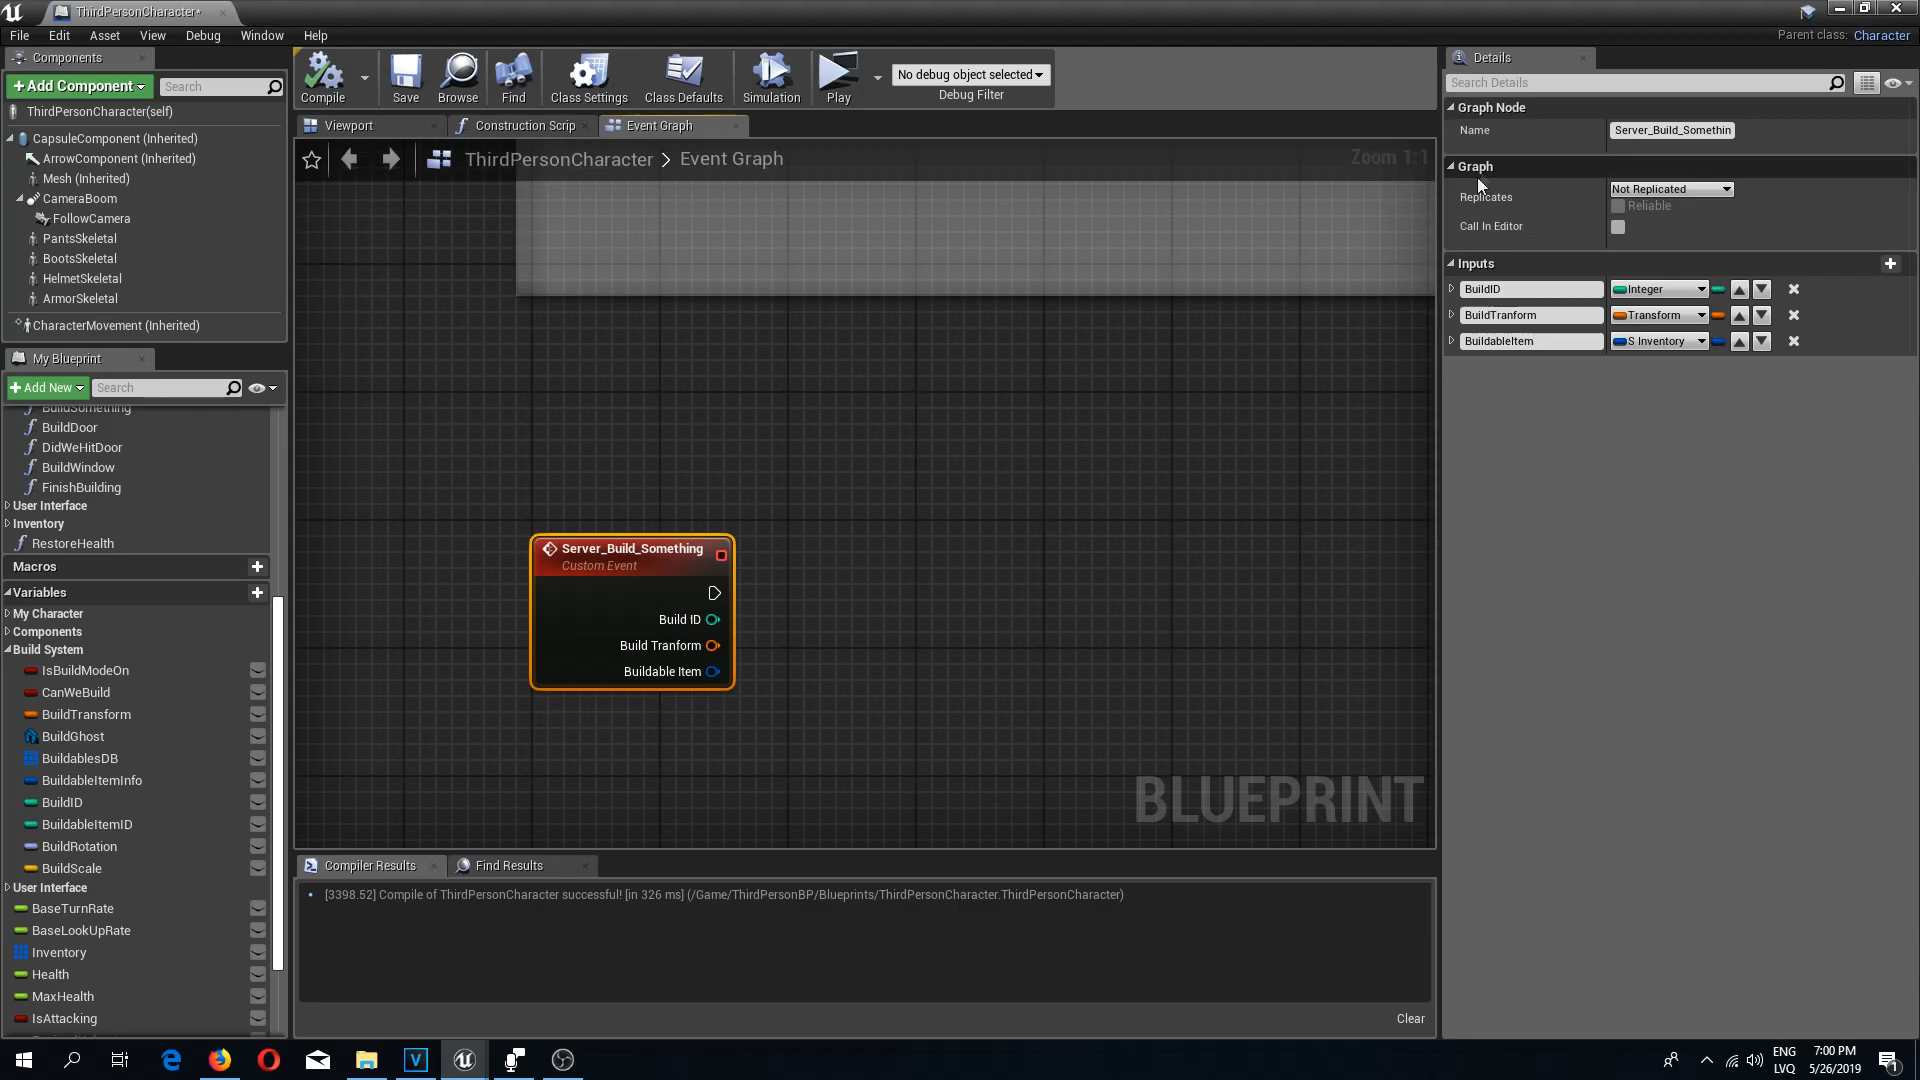 ThirdPersonCharacter*
File Edit Asset View Debug Window Help
Parent class: Character
Components
+Add Component
Search
ThirdPersonCharacter(self)
CapsuleComponent (Inherited)
ArrowComponent (Inherited)
Mesh (Inherited)
CameraBoom
FollowCamera
PantsSkeletal
BootsSkeletal
HelmetSkeletal
ArmorSkeletal
CharacterMovement (Inherited)
My Blueprint
+Add New
Search
BuildSomething
BuildDoor
DidWeHitDoor
BuildWindow
FinishBuilding
User Interface
Inventory
RestoreHealth
Macros
Variables
My Character
Components
Build System
IsBuildModeOn
CanWeBuild
BuildTransform
BuildGhost
BuildablesDB
BuildableItemInfo
BuildID
BuildableItemID
BuildRotation
BuildScale
User Interface
BaseTurnRate
BaseLookUpRate
Inventory
Health
MaxHealth
IsAttacking
Compile Save Browse Find Class Settings Class Defaults Simulation Play
No debug object selected
Debug Filter
Viewport
Construction Scrip
Event Graph
ThirdPersonCharacter > Event Graph
Zoom 1:1
Server_Build_Something
Custom Event
Build ID
Build Tranform
Buildable Item
BLUEPRINT
Compiler Results
Find Results
[3398.52] Compile of ThirdPersonCharacter successful! [in 326 ms] (/Game/ThirdPersonBP/Blueprints/ThirdPersonCharacter.ThirdPersonCharacter)
Clear
Details
Search Details
Graph Node
Name Server_Build_Somethin
Graph
Replicates Not Replicated
Reliable
Call In Editor
Inputs
BuildID Integer
BuildTranform Transform
BuildableItem S Inventory
ENG
LVQ
7:00 PM
5/26/2019
1